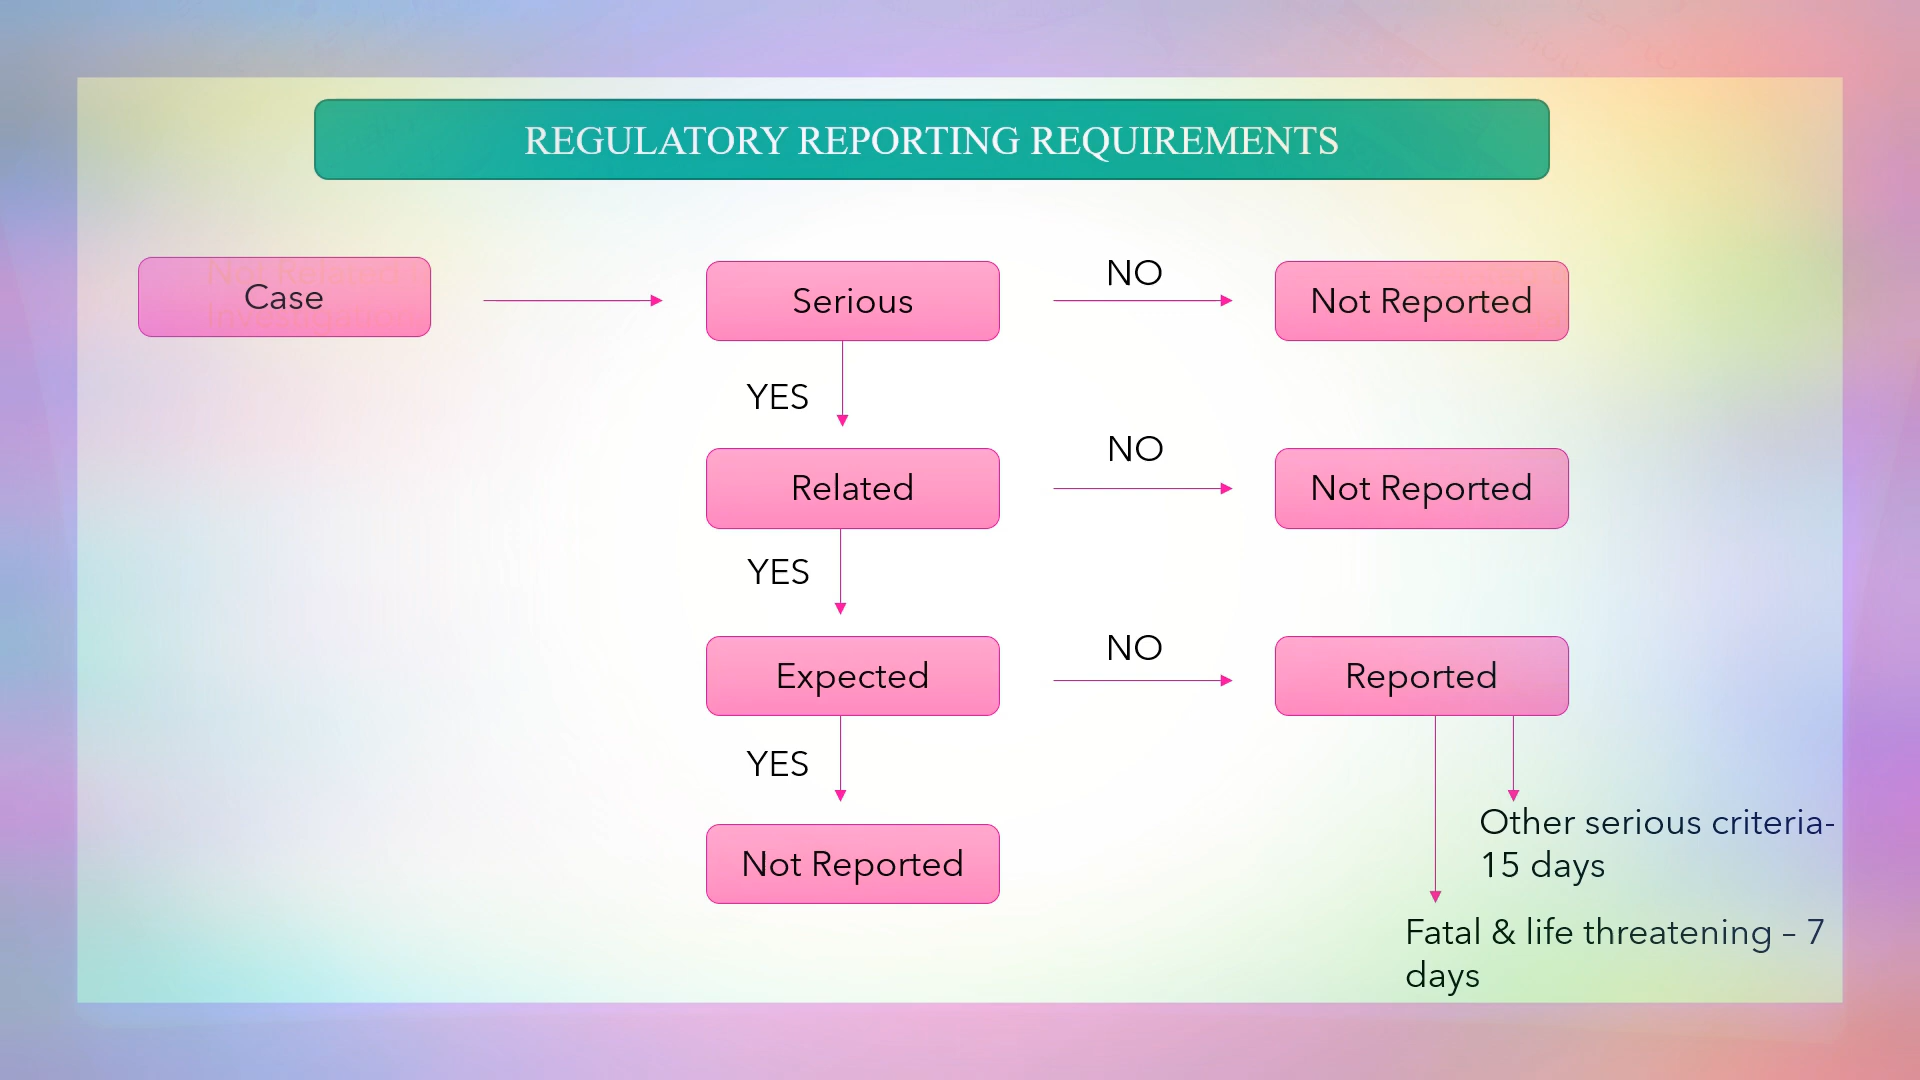 REGULATORY REPORTING REQUIREMENTS
Case
Serious
NO
Not Reported
YES
Related
NO
Not Reported
YES
Expected
NO
Reported
YES
Not Reported
Other serious criteria-
15 days
Fatal & life threatening – 7
days